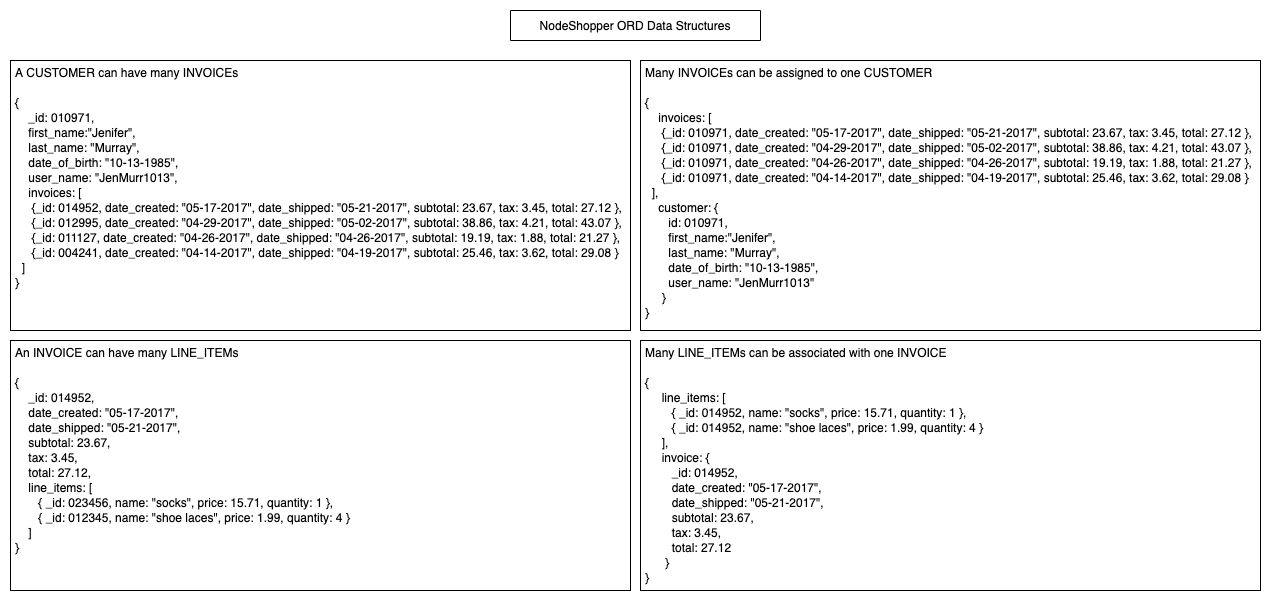 NodeShopper ORD Data Structures
A CUSTOMER can have many INVOICEs
{
_id: 010971,
first_name:"Jenifer",
last_name: "Murray",
date_of_birth: "10-13-1985",
user_name: "JenMurr1013",
invoices: [
{_id: 014952, date_created: "05-17-2017", date_shipped: "05-21-2017", subtotal: 23.67, tax: 3.45, total: 27.12 },
{_id: 012995, date_created: "04-29-2017", date_shipped: "05-02-2017", subtotal: 38.86, tax: 4.21, total: 43.07 },
{_id: 011127, date_created: "04-26-2017", date_shipped: "04-26-2017", subtotal: 19.19, tax: 1.88, total: 21.27 },
{_id: 004241, date_created: "04-14-2017", date_shipped: "04-19-2017", subtotal: 25.46, tax: 3.62, total: 29.08 }
]
}
Many INVOICEs can be assigned to one CUSTOMER
{
invoices: [
{_id: 010971, date_created: "05-17-2017", date_shipped: "05-21-2017", subtotal: 23.67, tax: 3.45, total: 27.12 },
{_id: 010971, date_created: "04-29-2017", date_shipped: "05-02-2017", subtotal: 38.86, tax: 4.21, total: 43.07 },
{_id: 010971, date_created: "04-26-2017", date_shipped: "04-26-2017", subtotal: 19.19, tax: 1.88, total: 21.27 },
{_id: 010971, date_created: "04-14-2017", date_shipped: "04-19-2017", subtotal: 25.46, tax: 3.62, total: 29.08 }
],
customer: {
id: 010971,
first_name:"Jenifer",
last_name: "Murray",
date_of_birth: "10-13-1985",
user_name: "JenMurr1013"
}
}
An INVOICE can have many LINE_ITEMs
{
_id: 014952,
date_created: "05-17-2017",
date_shipped: "05-21-2017",
subtotal: 23.67,
tax: 3.45,
total: 27.12,
line_items: [
{ _id: 023456, name: "socks", price: 15.71, quantity: 1 },
{ _id: 012345, name: "shoe laces", price: 1.99, quantity: 4 }
]
}
Many LINE_ITEMs can be associated with one INVOICE
{
line_items: [
{ _id: 014952, name: "socks", price: 15.71, quantity: 1 },
{ _id: 014952, name: "shoe laces", price: 1.99, quantity: 4 }
],
invoice: {
_id: 014952,
date_created: "05-17-2017",
date_shipped: "05-21-2017",
subtotal: 23.67,
tax: 3.45,
total: 27.12
}
}